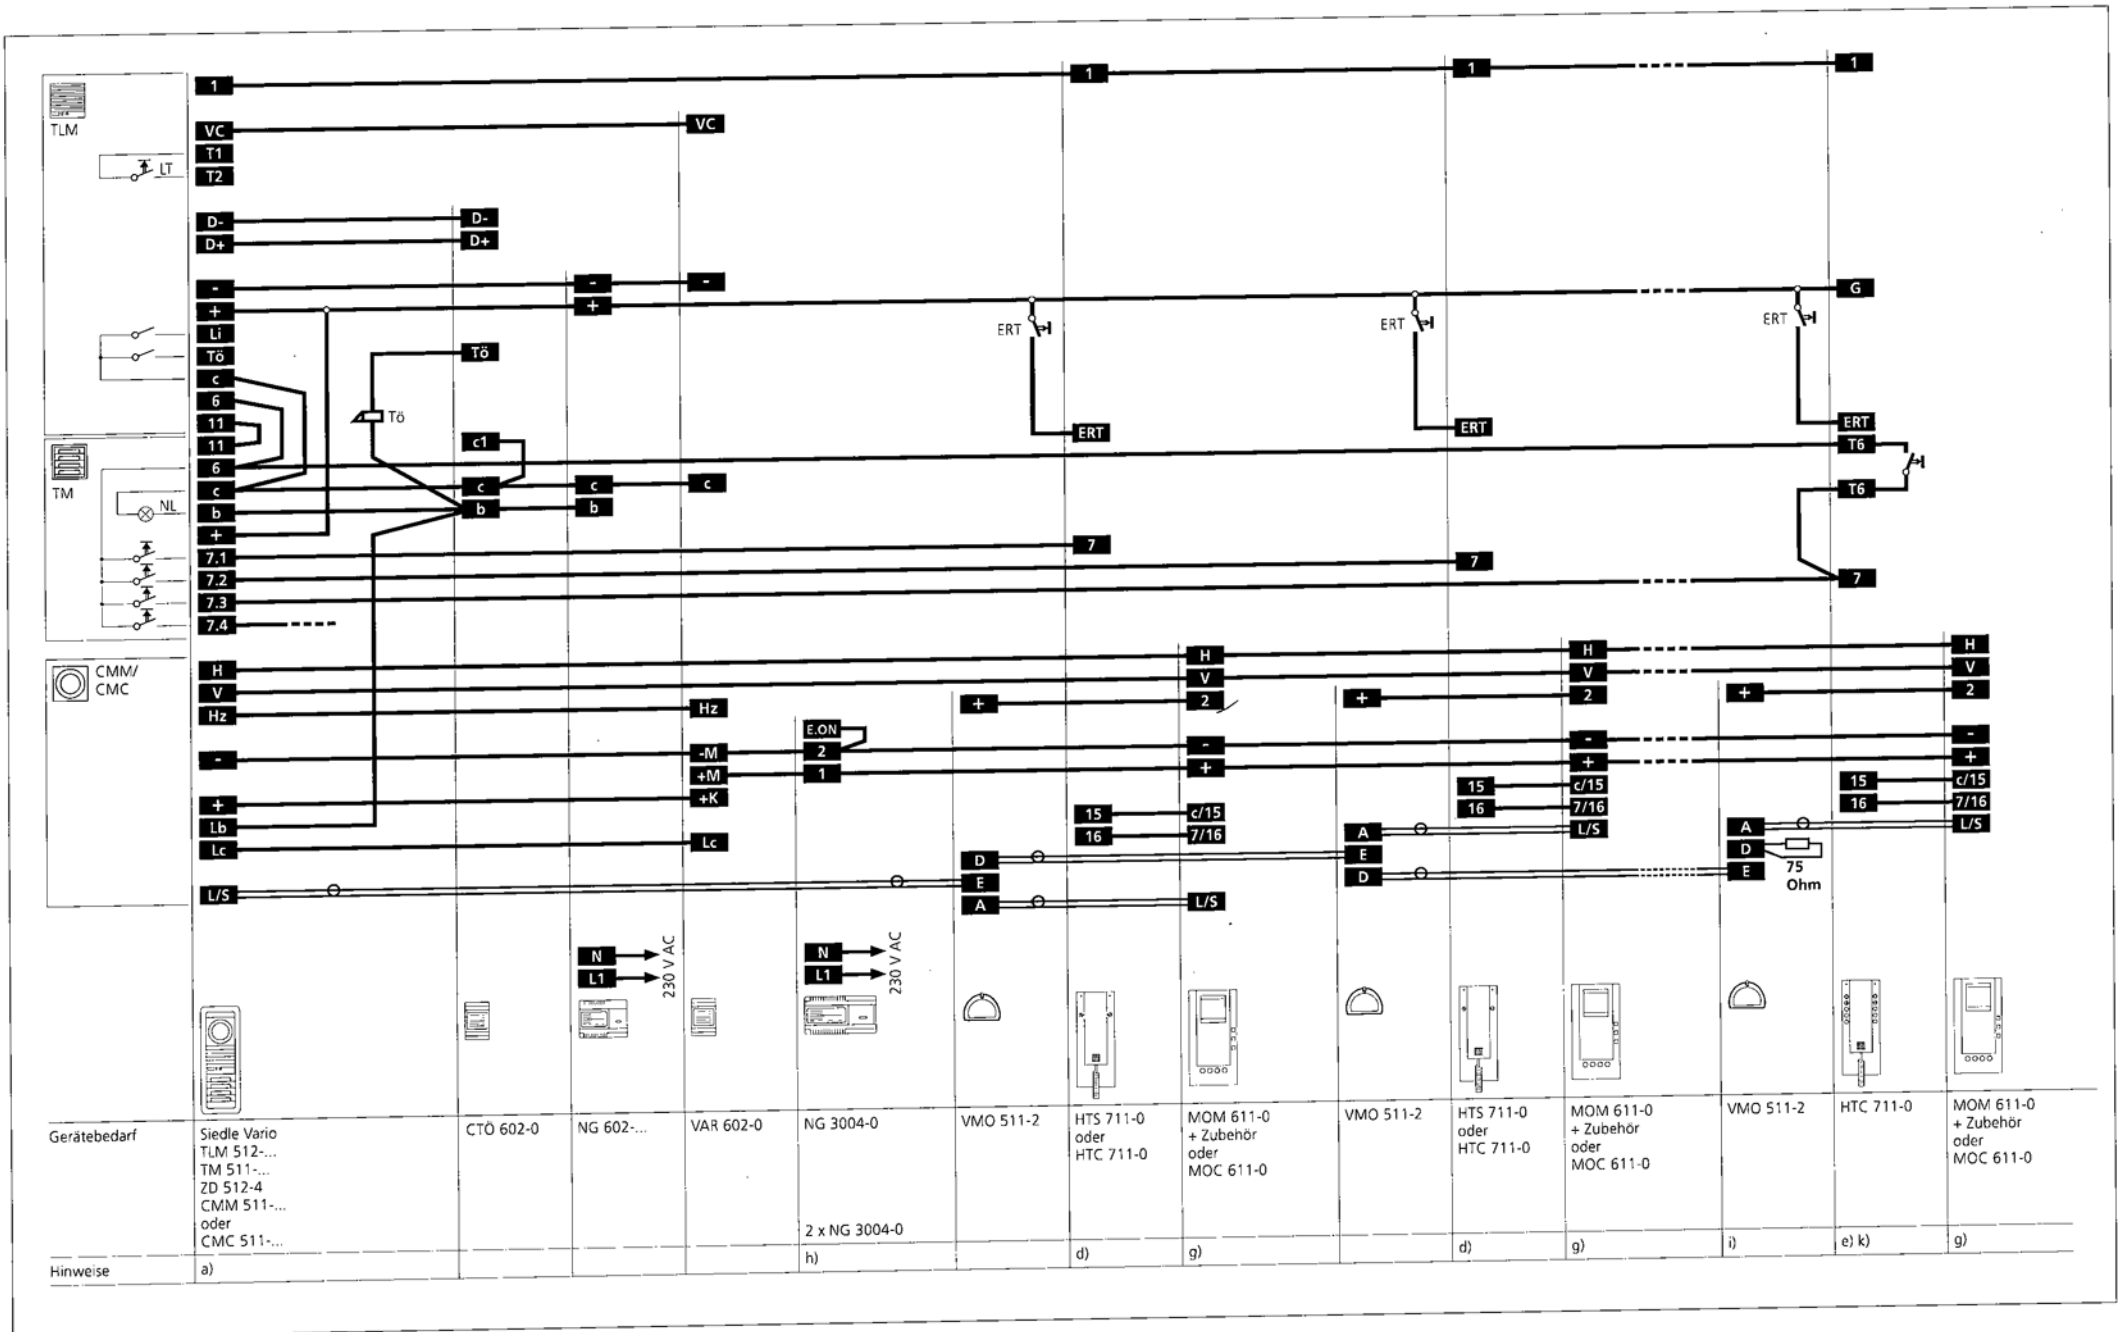 1 1 1 1
TLM
VC VC
T1
LT
T2
D- D-
D+ D+
- - -
+ + G
ERT ERT ERT
Li
Tö Tö
c
6
Tö
11 ERT ERT ERT
11 c1 T6
TM
6
c c c c T6
NL
b b b
+
7.1 7
7.2 7
7.3 7
7.4
CMM/
CMC
H H H H
V V V V
+ 2 + 2 + 2
Hz Hz
E.ON
- -M 2 - - -
+M 1 + + +
+ +K
15 c/15 15 c/15 15 c/15
16 7/16 16 7/16 16 7/16
Lb
A L/S A L/S
Lc Lc
D E D
75
Ohm
L/S E D E
A L/S
N N
L1 L1
230 V AC 230 V AC
Gerätebedarf
Siedle Vario
TLM 512-...
TM 511-...
ZD 512-4
CMM 511-...
oder
CMC 511-...
CTÖ 602-0
NG 602-...
VAR 602-0
NG 3004-0
2 x NG 3004-0
VMO 511-2
HTS 711-0
oder
HTC 711-0
MOM 611-0
+ Zubehör
oder
MOC 611-0
VMO 511-2
HTS 711-0
oder
HTC 711-0
MOM 611-0
+ Zubehör
oder
MOC 611-0
VMO 511-2
HTC 711-0
MOM 611-0
+ Zubehör
oder
MOC 611-0
Hinweise a) h) d) g) d) g) i) e) k) g)